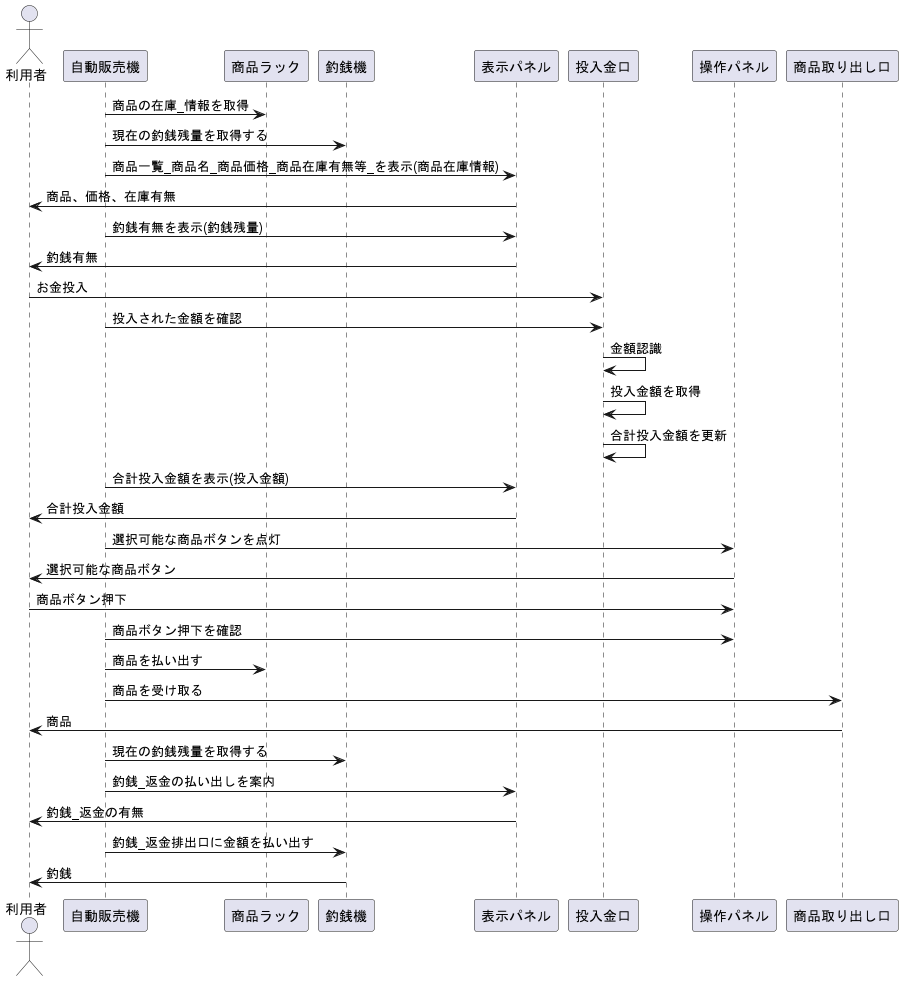 利用者
自動販売機
商品ラック
釣銭機
表示パネル
投入金口
操作パネル
商品取り出し口
商品の在庫_情報を取得
現在の釣銭残量を取得する
商品一覧_商品名_商品価格_商品在庫有無等_を表示(商品在庫情報)
商品、価格、在庫有無
釣銭有無を表示(釣銭残量)
釣銭有無
お金投入
投入された金額を確認
金額認識
投入金額を取得
合計投入金額を更新
合計投入金額を表示(投入金額)
合計投入金額
選択可能な商品ボタンを点灯
選択可能な商品ボタン
商品ボタン押下
商品ボタン押下を確認
商品を払い出す
商品を受け取る
商品
現在の釣銭残量を取得する
釣銭_返金の払い出しを案内
釣銭_返金の有無
釣銭_返金排出口に金額を払い出す
釣銭
利用者
自動販売機
商品ラック
釣銭機
表示パネル
投入金口
操作パネル
商品取り出し口